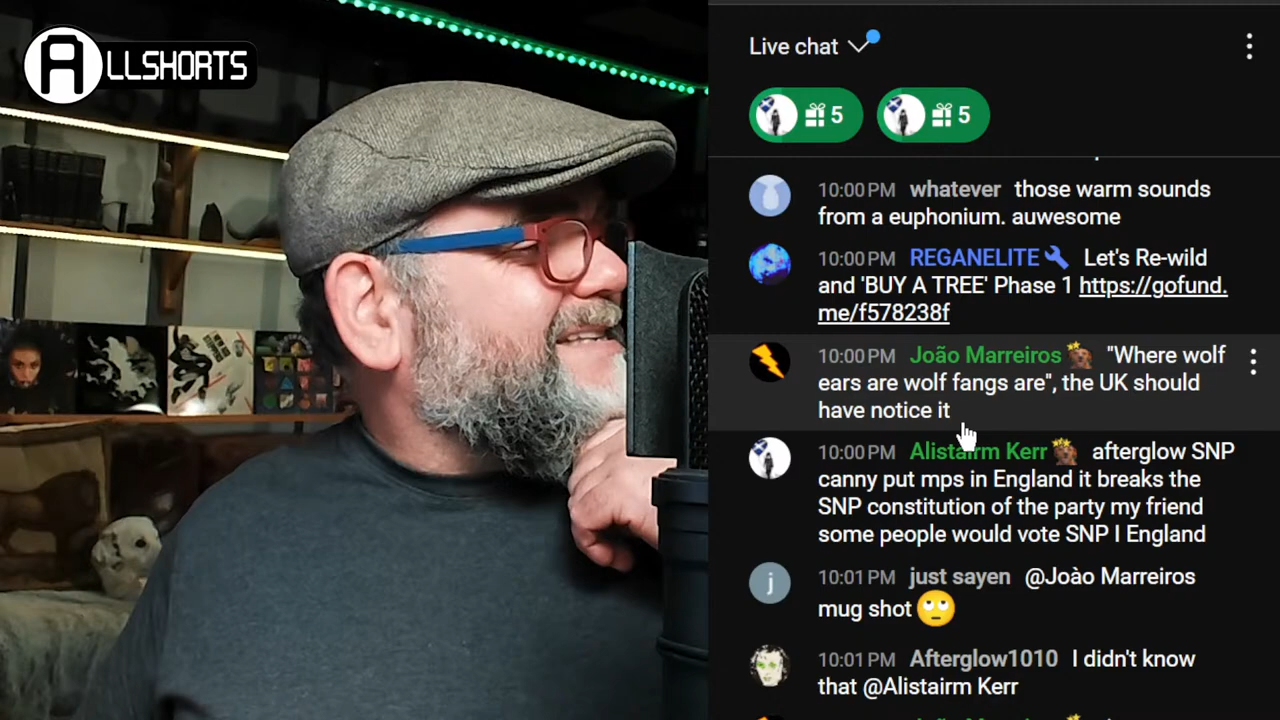 ALLSHORTS
Live chat
5
5
10:00 PM whatever those warm sounds
from a euphonium. auwesome
10:00 PM REGANELITE Let's Re-wild
and 'BUY A TREE' Phase 1 https://gofund.
me/f578238f
10:00 PM João Marreiros "Where wolf
ears are wolf fangs are", the UK should
have notice it
10:00 PM Alistairm Kerr afterglow SNP
canny put mps in England it breaks the
SNP constitution of the party my friend
some people would vote SNP I England
10:01 PM just sayen @Joào Marreiros
mug shot
10:01 PM Afterglow1010 I didn't know
that @Alistairm Kerr